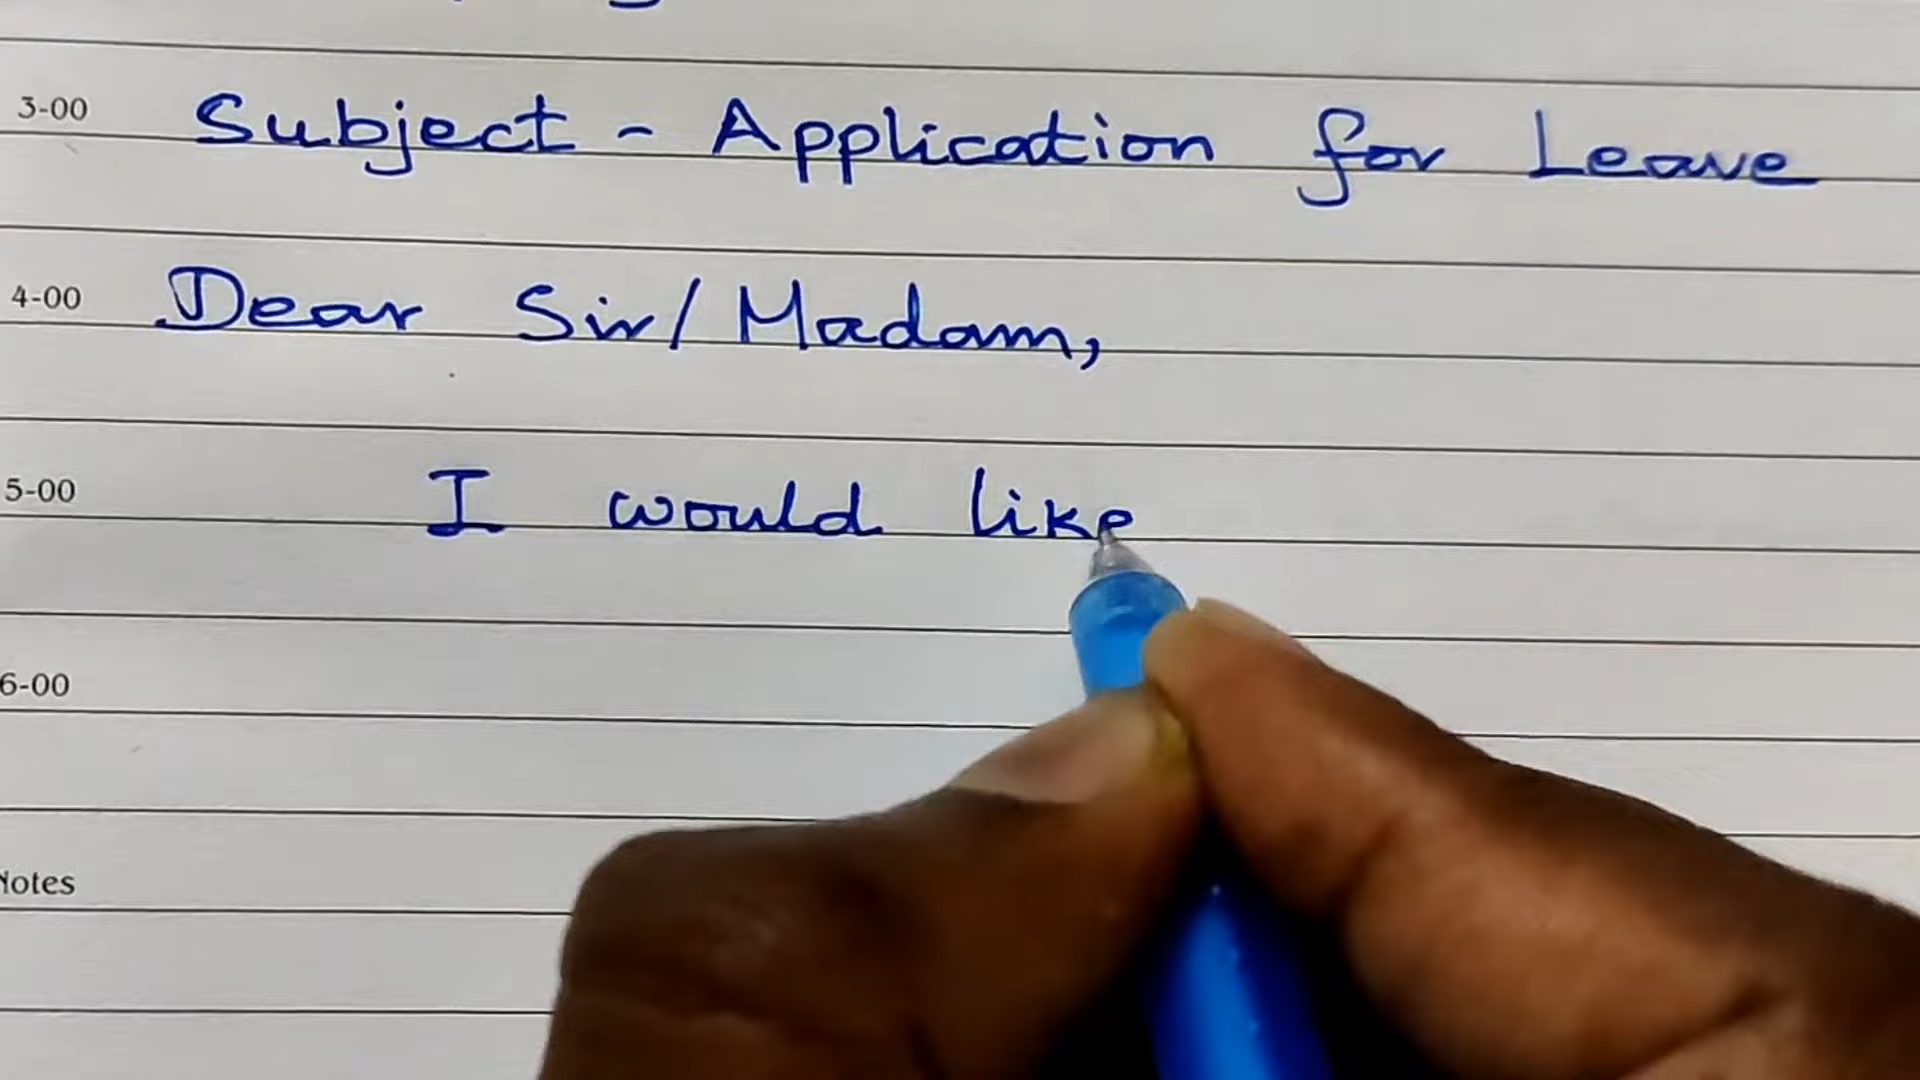 3-00 Subject - Application for Leave
4-00 Dear Sir/Madam,
5-00 I would like
6-00
Notes